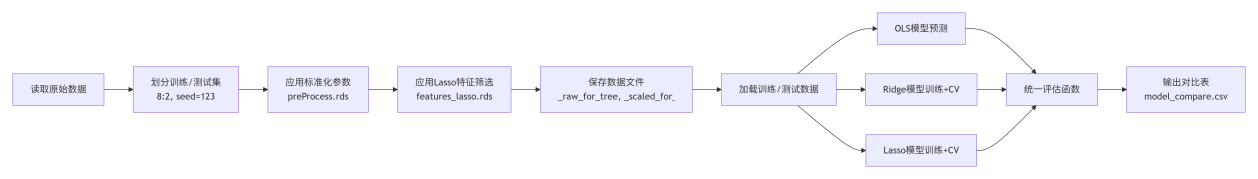 读取原始数据
划分训练/测试集
8:2, seed=123
应用标准化参数
preProcess.rds
应用Lasso特征筛选
features_lasso.rds
保存数据文件
_raw_for_tree, _scaled_for_
加载训练/测试数据
OLS模型预测
Ridge模型训练+CV
Lasso模型训练+CV
统一评估函数
输出对比表
model_compare.csv